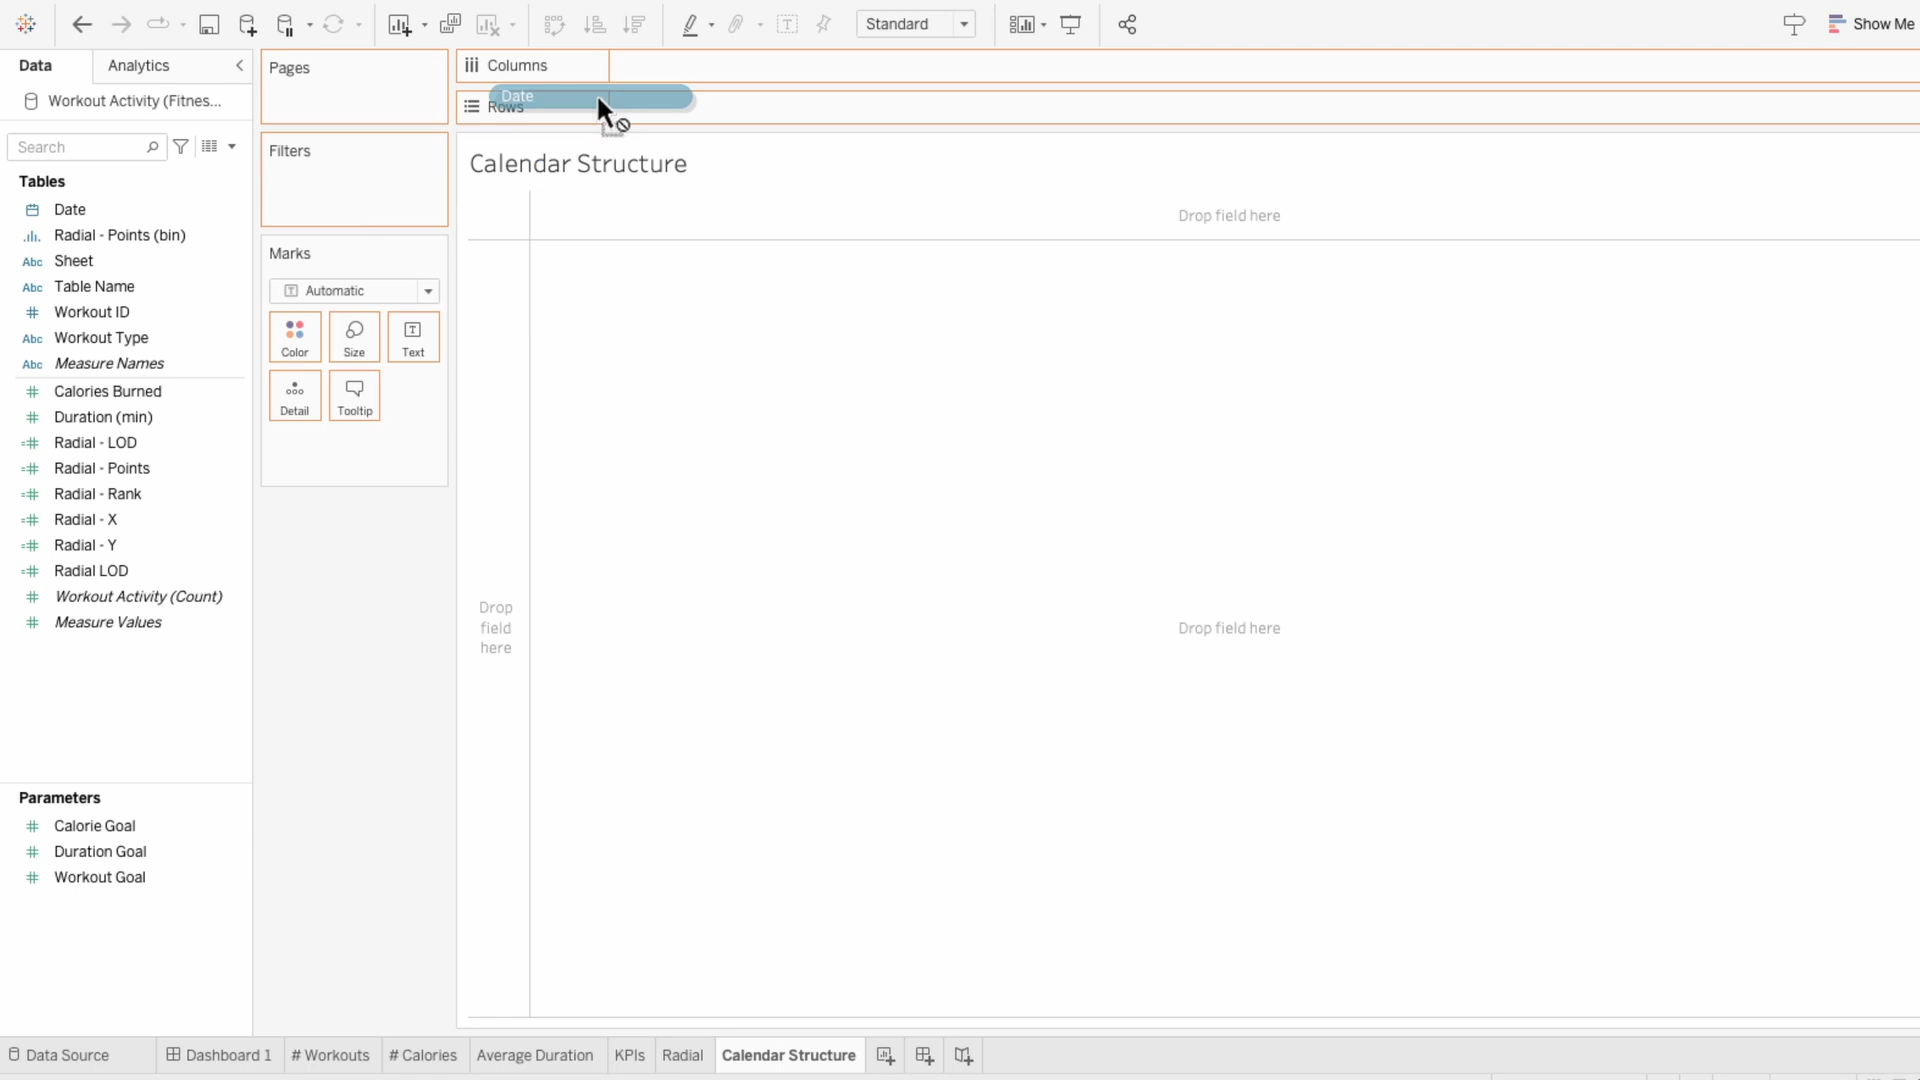 Standard
Show Me
Data
Analytics
Workout Activity (Fitnes...
Search
Tables
Date
Radial - Points (bin)
Abc Sheet
Abc Table Name
Workout ID
Abc Workout Type
Abc Measure Names
Calories Burned
Duration (min)
Radial - LOD
Radial - Points
Radial - Rank
Radial - X
Radial - Y
Radial LOD
Workout Activity (Count)
Measure Values
Parameters
Calorie Goal
Duration Goal
Workout Goal
Pages
Filters
Marks
Automatic
Color
Size
Text
Detail
Tooltip
Columns
Date
Rows
Calendar Structure
Drop field here
Drop
field
here
Drop field here
Data Source
Dashboard 1
# Workouts
# Calories
Average Duration
KPIs
Radial
Calendar Structure